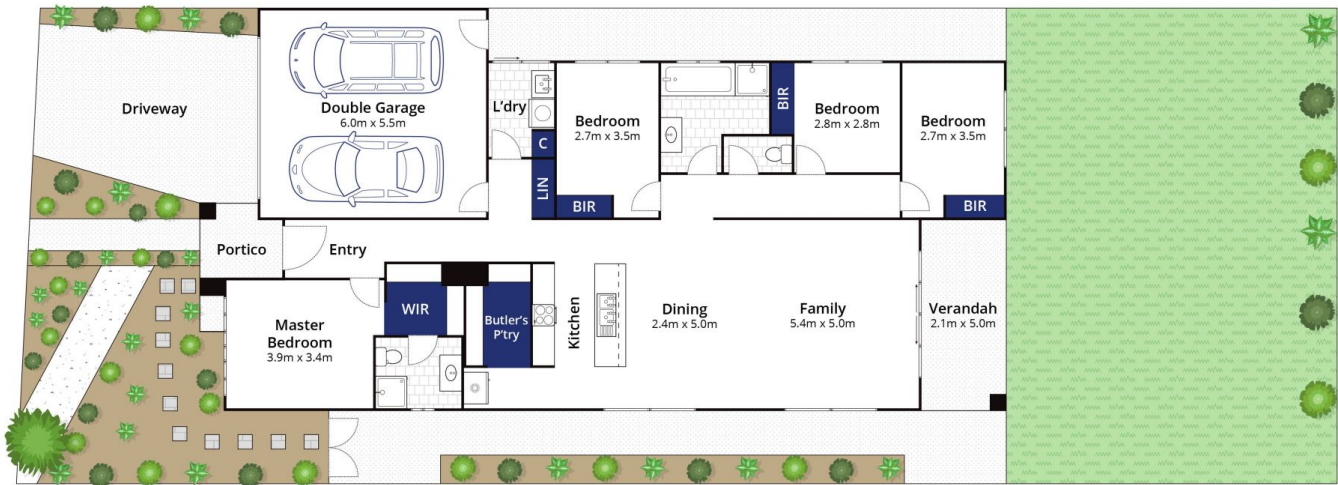 Driveway
Double Garage
6.0m x 5.5m
L'dry
C
LIN
Bedroom
2.7m x 3.5m
BIR
BIR
Bedroom
2.8m x 2.8m
Bedroom
2.7m x 3.5m
BIR
Portico
Entry
Master
Bedroom
3.9m x 3.4m
WIR
Butler's
P'try
Kitchen
Dining
2.4m x 5.0m
Family
5.4m x 5.0m
Verandah
2.1m x 5.0m